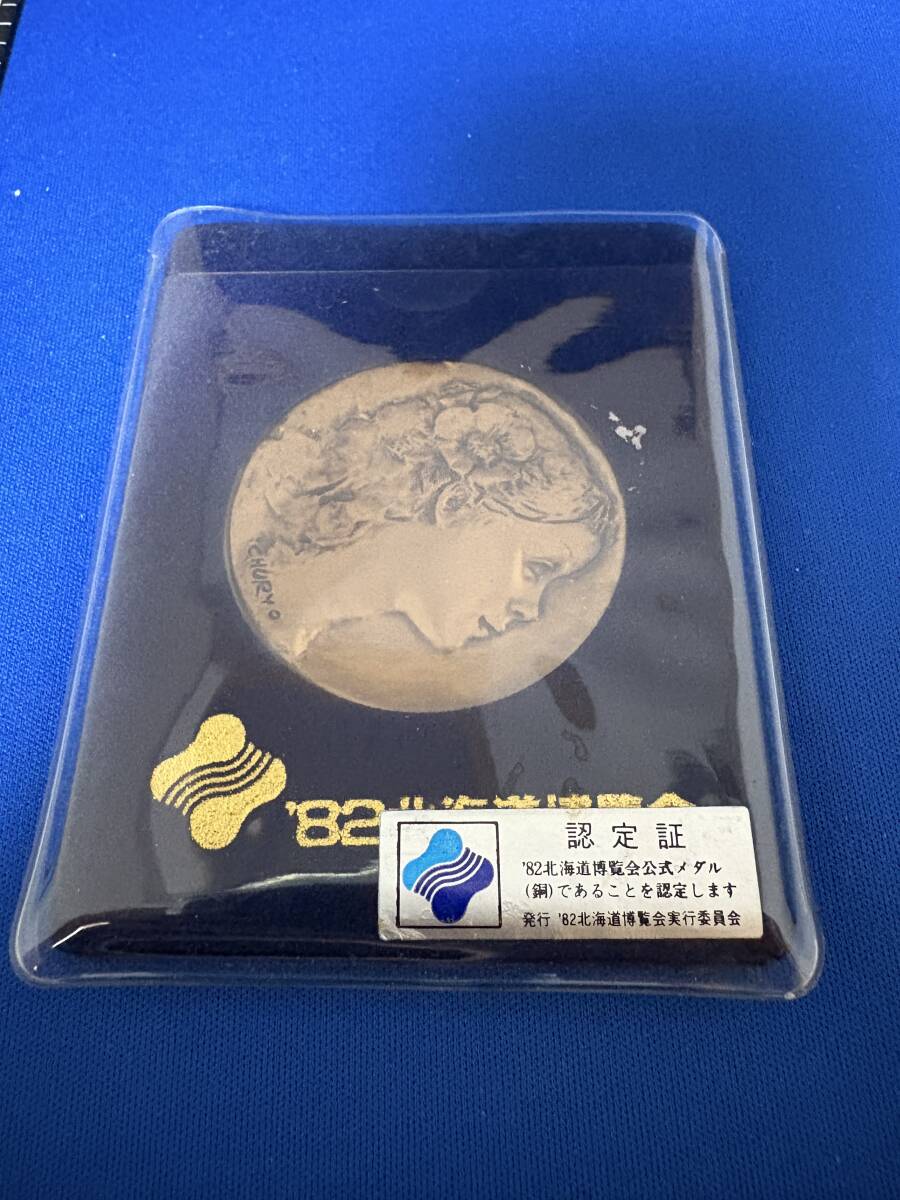 CHURYO
'82北海道博覧会
認定証
'82北海道博覧会公式メダル
(銅)であることを認定します
発行 '82北海道博覧会実行委員会